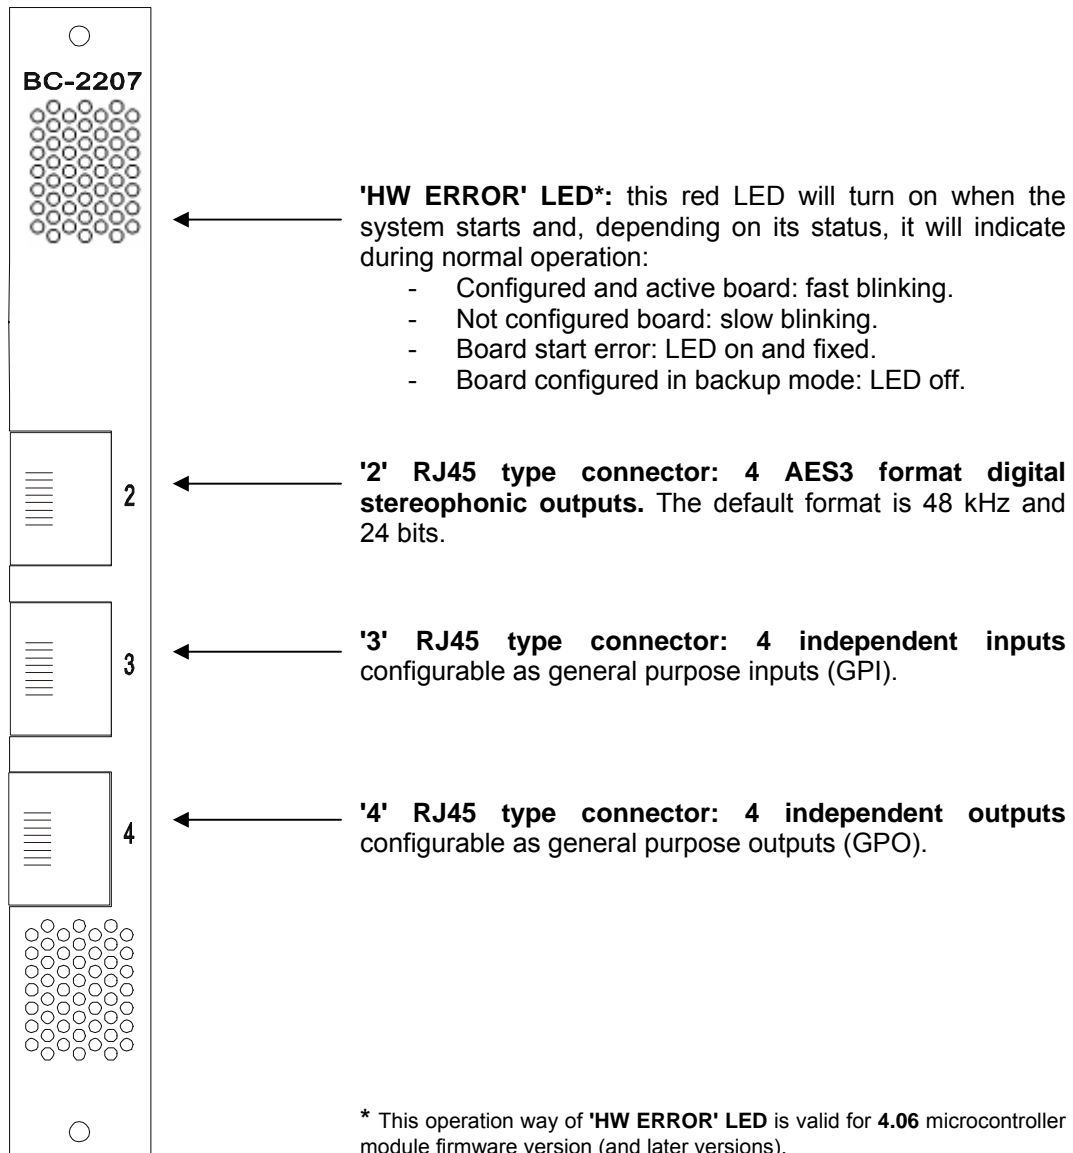 BC-2207
'HW ERROR' LED*: this red LED will turn on when the
system starts and, depending on its status, it will indicate
during normal operation:
- Configured and active board: fast blinking.
- Not configured board: slow blinking.
- Board start error: LED on and fixed.
- Board configured in backup mode: LED off.
2
'2' RJ45 type connector: 4 AES3 format digital
stereophonic outputs. The default format is 48 kHz and
24 bits.
3
'3' RJ45 type connector: 4 independent inputs
configurable as general purpose inputs (GPI).
4
'4' RJ45 type connector: 4 independent outputs
configurable as general purpose outputs (GPO).
* This operation way of 'HW ERROR' LED is valid for 4.06 microcontroller
module firmware version (and later versions).